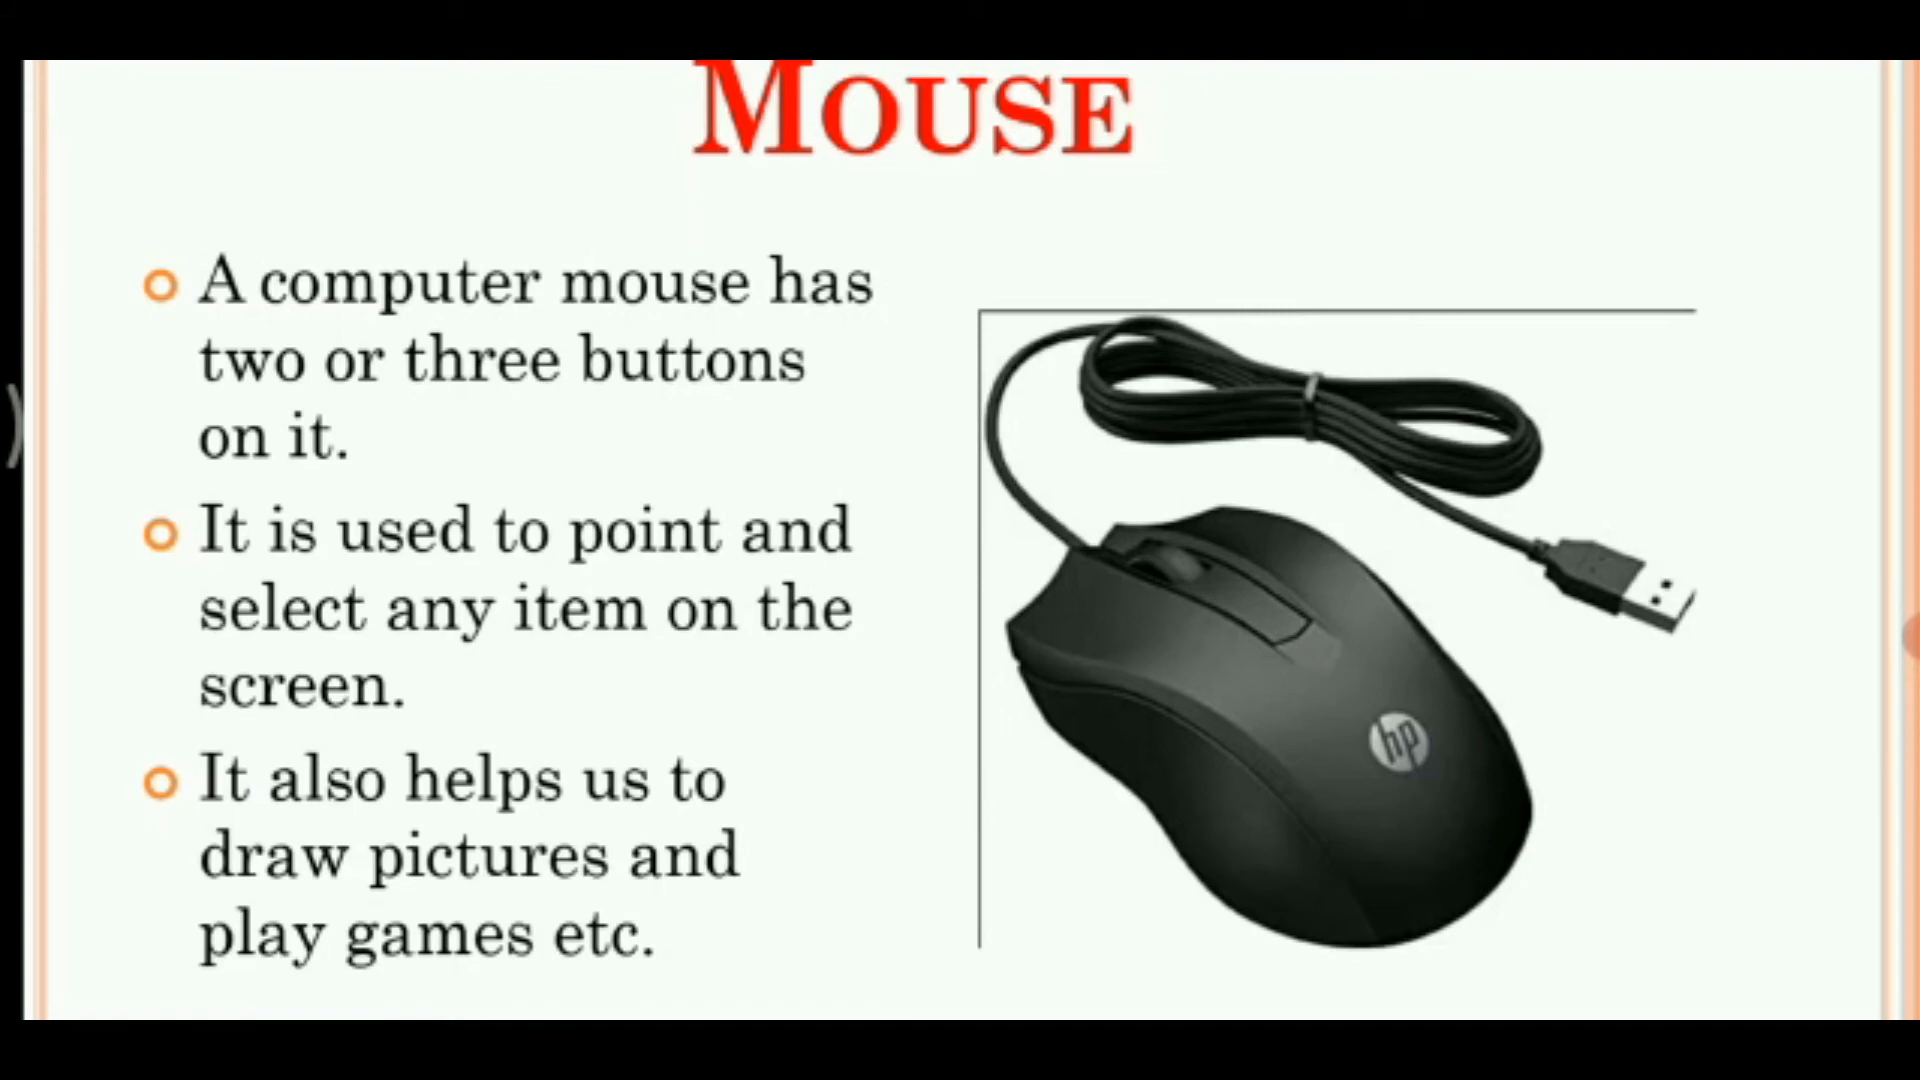 MOUSE
A computer mouse has
two or three buttons
on it.
It is used to point and
select any item on the
screen.
It also helps us to
draw pictures and
play games etc.
hp